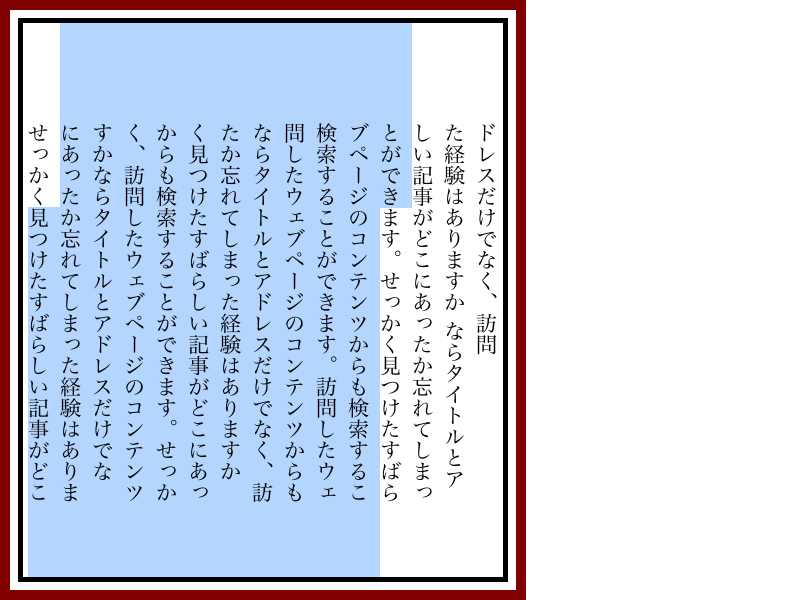 せっかく見つけたすばらしい記事がどこ
にあったか忘れてしまった経験はありま
すかならタイトルとアドレスだけでな
く、訪問したウェブページのコンテンツ
からも検索することができます。せっか
く見つけたすばらしい記事がどこにあっ
たか忘れてしまった経験はありますか
ならタイトルとアドレスだけでなく、訪
問したウェブページのコンテンツからも
検索することができます。訪問したウェ
ブページのコンテンツからも検索するこ
とができます。せっかく見つけたすばら
しい記事がどこにあったか忘れてしまっ
た経験はありますか ならタイトルとア
ドレスだけでなく、訪問